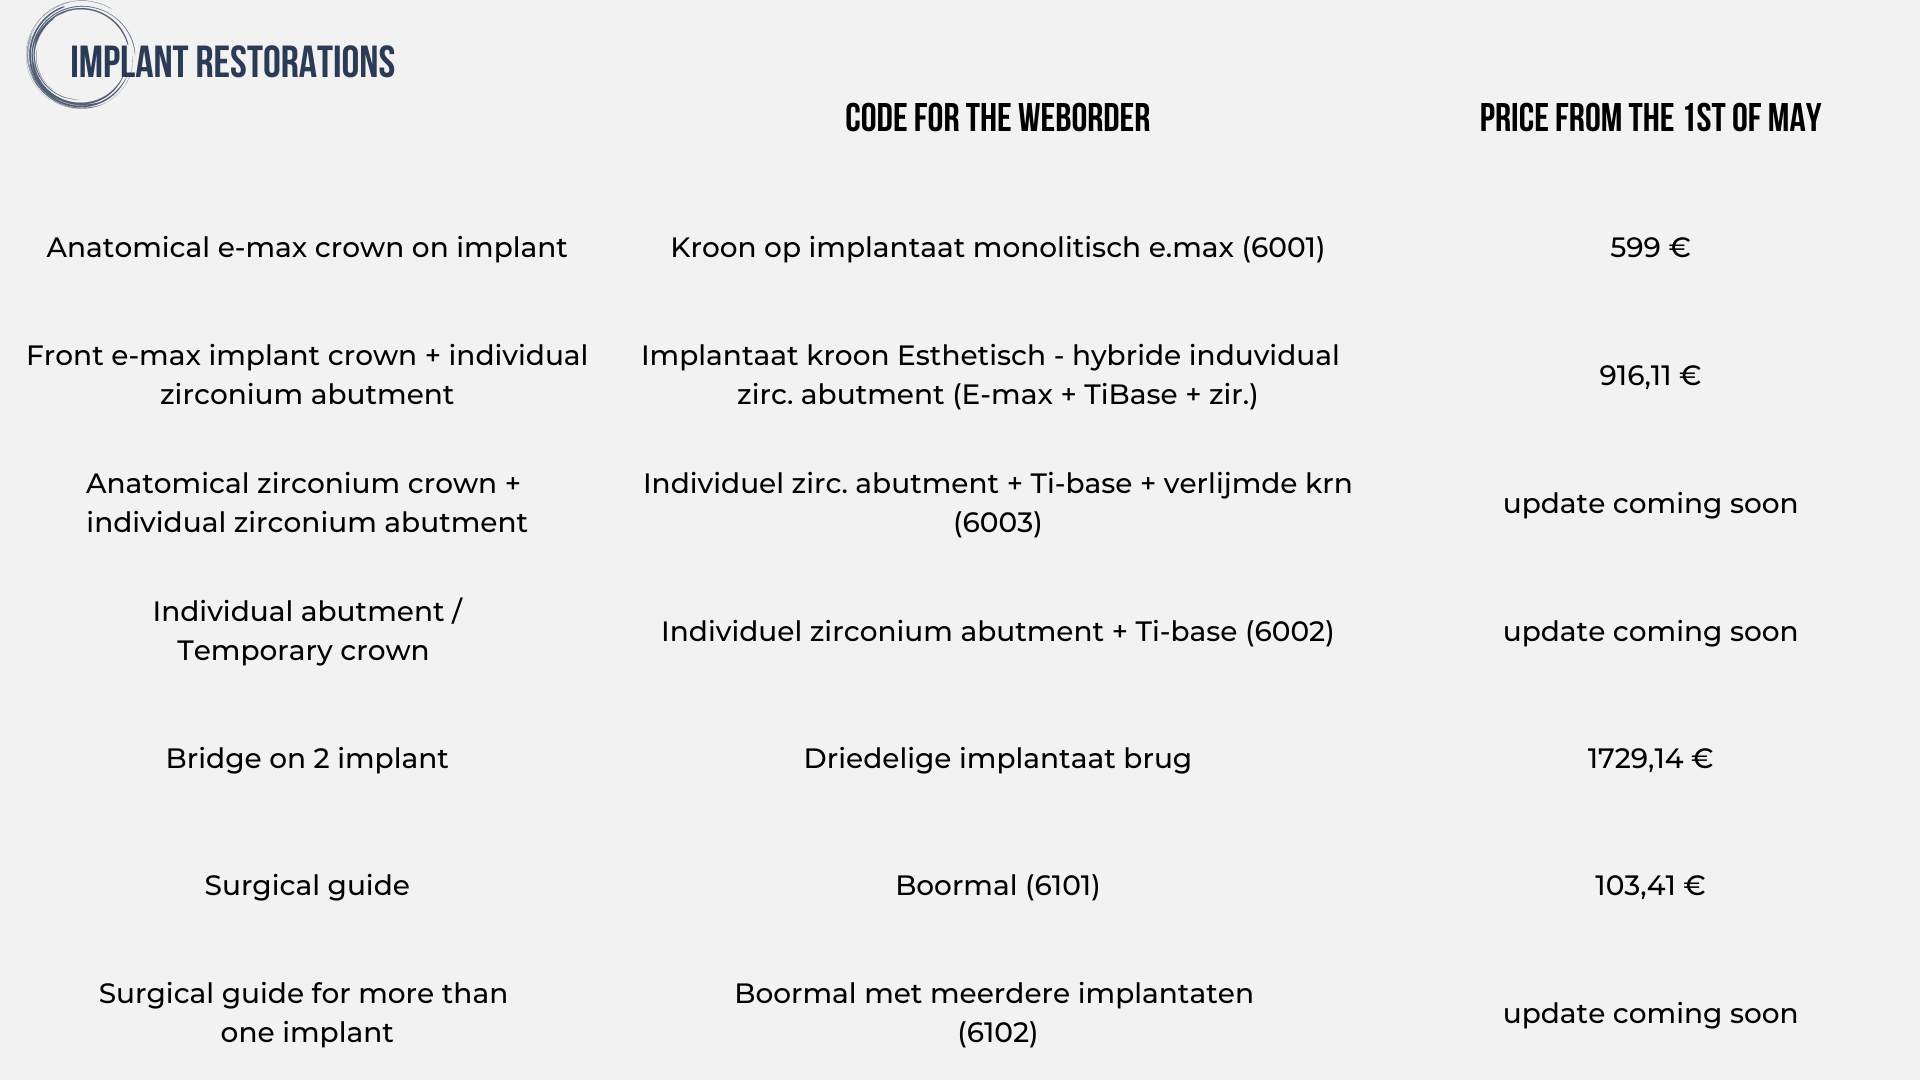 IMPLANT RESTORATIONS
CODE FOR THE WEBORDER
PRICE FROM THE 1ST OF MAY
Anatomical e-max crown on implant
Kroon op implantaat monolitisch e.max (6001)
599 €
Front e-max implant crown + individual
zirconium abutment
Implantaat kroon Esthetisch - hybride induvidual
zirc. abutment (E-max + TiBase + zir.)
916,11 €
Anatomical zirconium crown +
individual zirconium abutment
Individuel zirc. abutment + Ti-base + verlijmde krn
(6003)
update coming soon
Individual abutment /
Temporary crown
Individuel zirconium abutment + Ti-base (6002)
update coming soon
Bridge on 2 implant
Driedelige implantaat brug
1729,14 €
Surgical guide
Boormal (6101)
103,41 €
Surgical guide for more than
one implant
Boormal met meerdere implantaten
(6102)
update coming soon